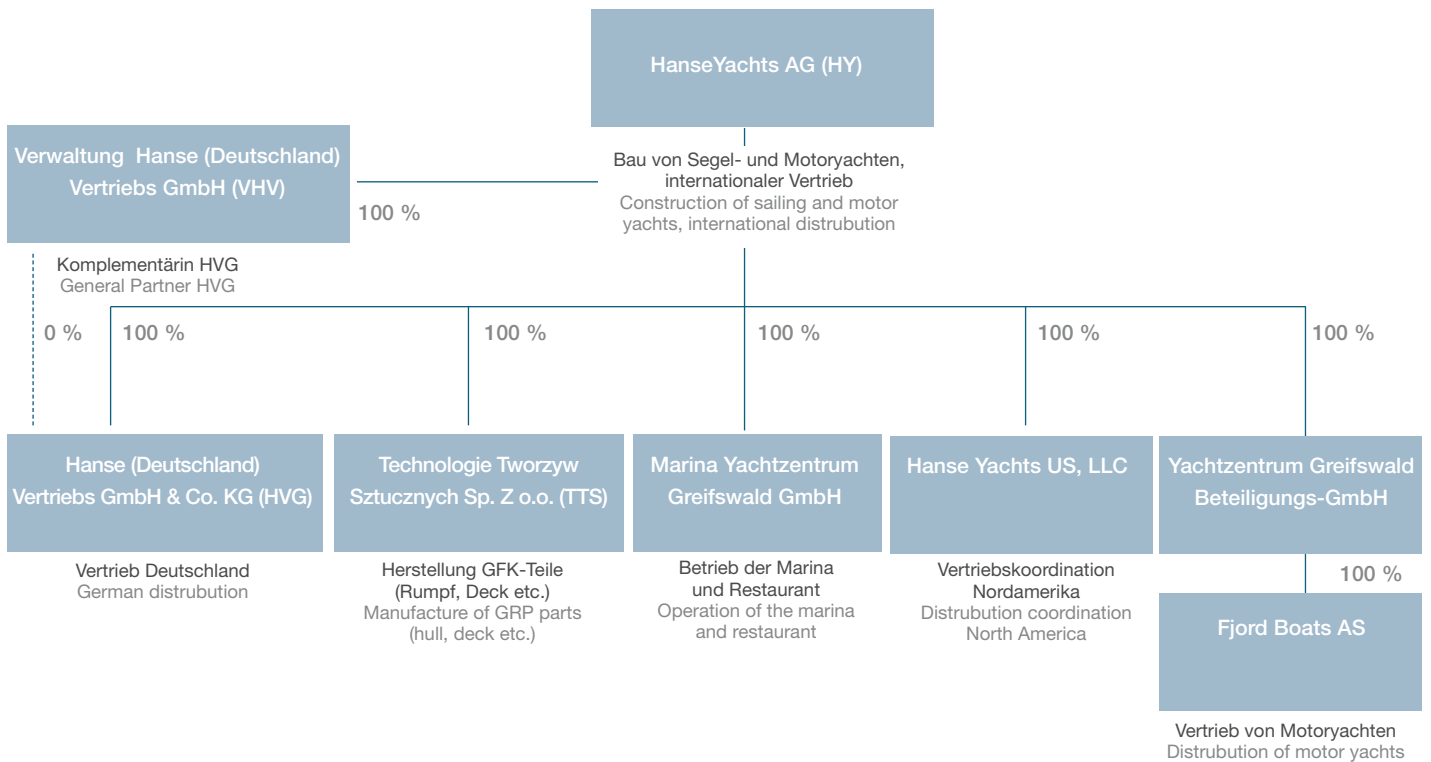 HanseYachts AG (HY)
Verwaltung Hanse (Deutschland)
Vertriebs GmbH (VHV)
100 %
Bau von Segel- und Motoryachten,
internationaler Vertrieb
Construction of sailing and motor
yachts, international distrubution
Komplementärin HVG
General Partner HVG
0 %
100 %
100 %
100 %
100 %
100 %
Hanse (Deutschland)
Vertriebs GmbH & Co. KG (HVG)
Vertrieb Deutschland
German distrubution
Technologie Tworzyw
Sztucznych Sp. Z o.o. (TTS)
Herstellung GFK-Teile
(Rumpf, Deck etc.)
Manufacture of GRP parts
(hull, deck etc.)
Marina Yachtzentrum
Greifswald GmbH
Betrieb der Marina
und Restaurant
Operation of the marina
and restaurant
Hanse Yachts US, LLC
Vertriebskoordination
Nordamerika
Distrubution coordination
North America
Yachtzentrum Greifswald
Beteiligungs-GmbH
100 %
Fjord Boats AS
Vertrieb von Motoryachten
Distrubution of motor yachts